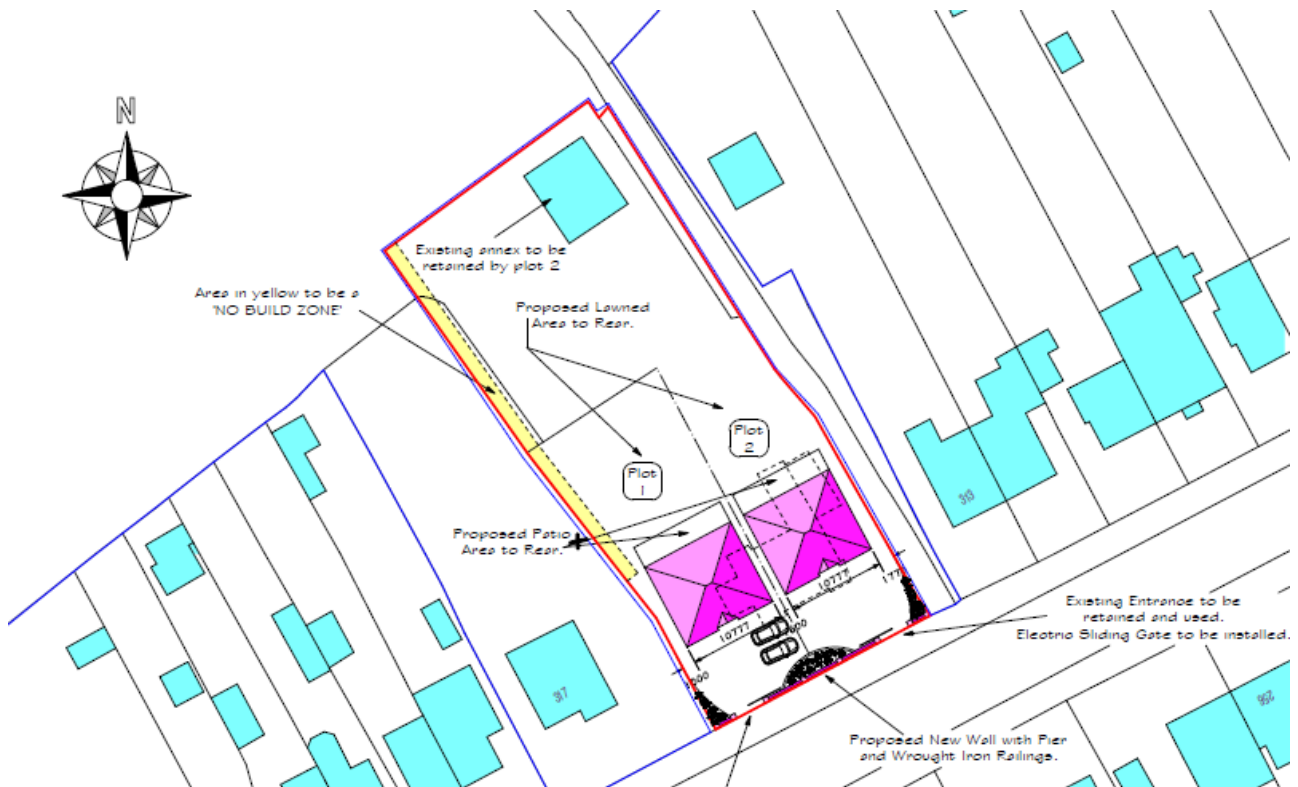 N
Existing annex to be
retained by plot 2
Area in yellow to be a
'NO BUILD ZONE'
Proposed Lawned
Area to Rear.
Plot
2
Plot
1
313
Proposed Patio
Area to Rear.
10777
10777
Existing Entrance to be
retained and used.
Electric Sliding Gate to be installed.
317
256
Proposed New Wall with Pier
and Wrought Iron Railings.